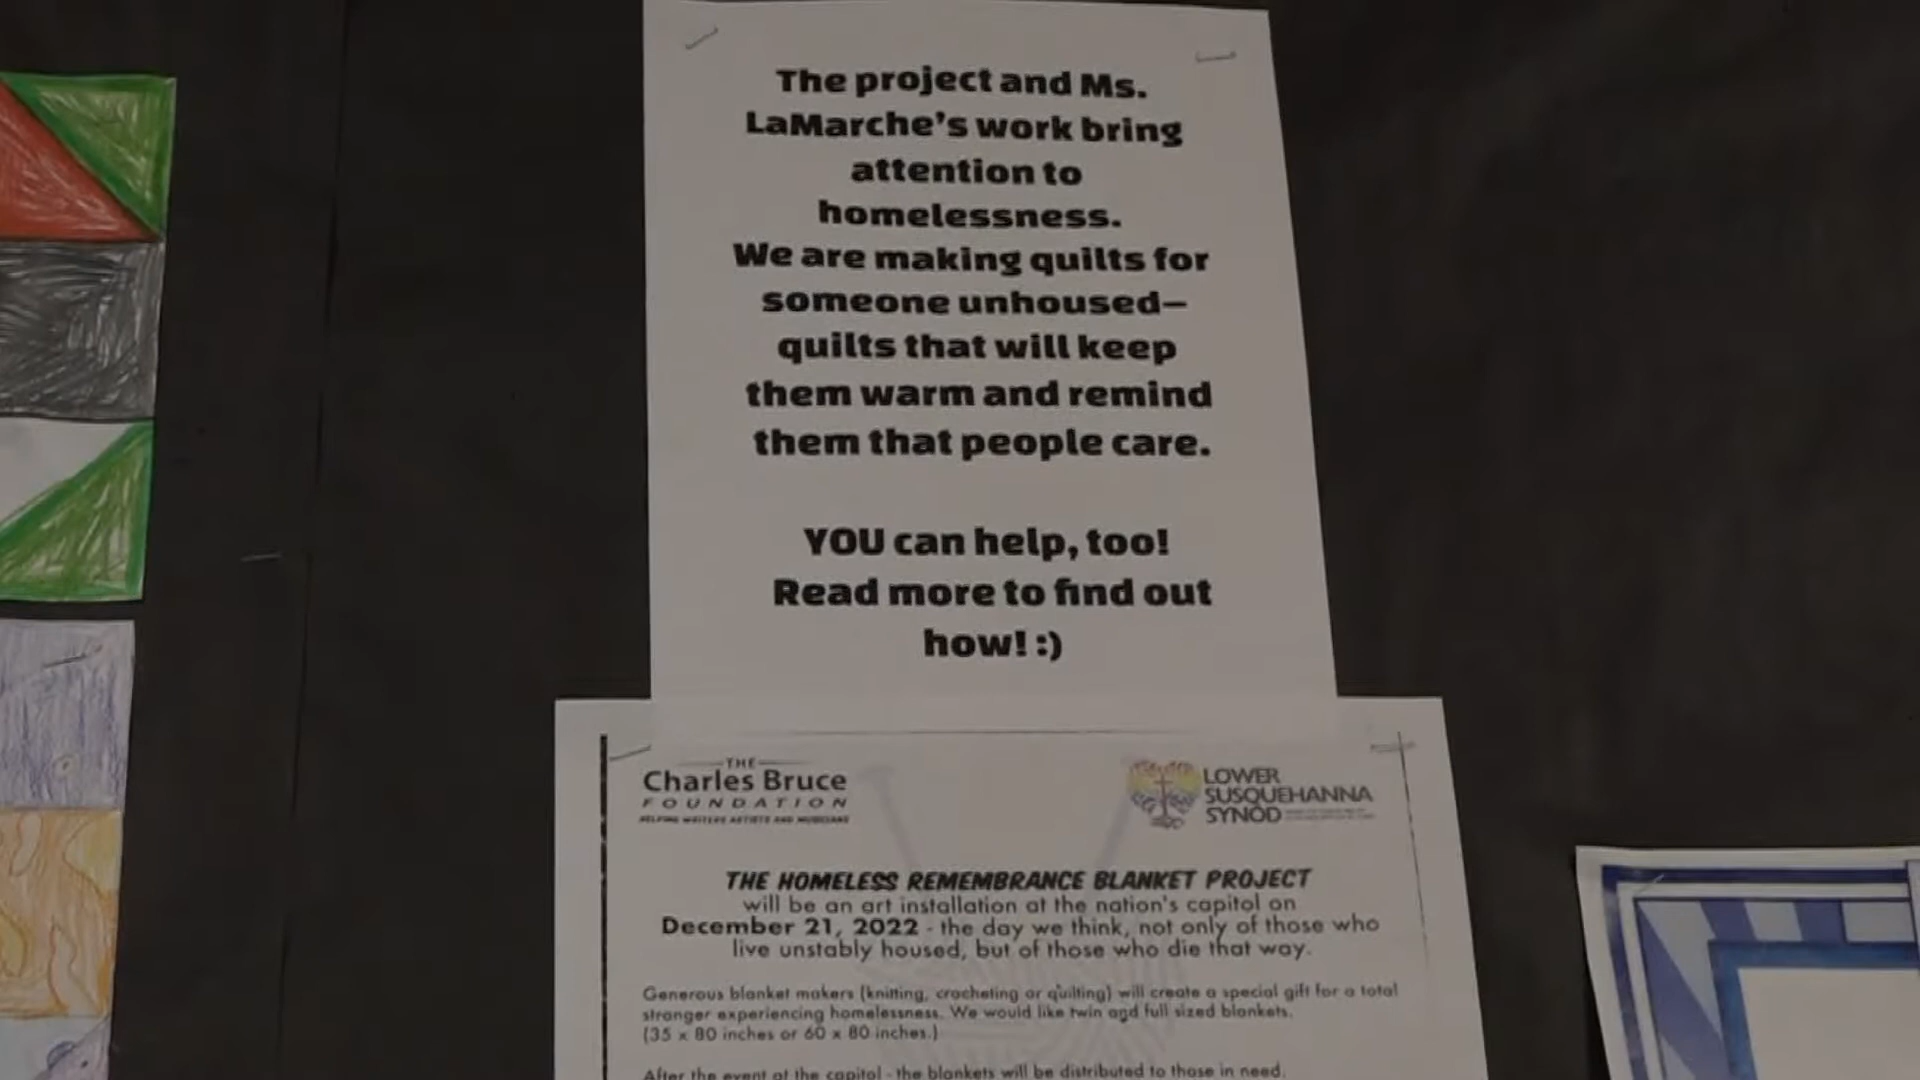 The project and Ms.
LaMarche's work bring
attention to
homelessness.
We are making quilts for
someone unhoused—
quilts that will keep
them warm and remind
them that people care.
YOU can help, too!
Read more to find out
how! :)
THE
Charles Bruce
FOUNDATION
HELPING WRITERS ARTISTS AND MUSICIANS
LOWER
SUSQUEHANNA
SYNOD
THE HOMELESS REMEMBRANCE BLANKET PROJECT
will be an art installation at the nation's capitol on
December 21, 2022 - the day we think, not only of those who
live unstably housed, but of those who die that way.
Generous blanket makers (knitting, crocheting or quilting) will create a special gift for a total
stranger experiencing homelessness. We would like twin and full sized blankets.
(35 x 80 inches or 60 x 80 inches.)
After the event at the capitol - the blankets will be distributed to those in need.